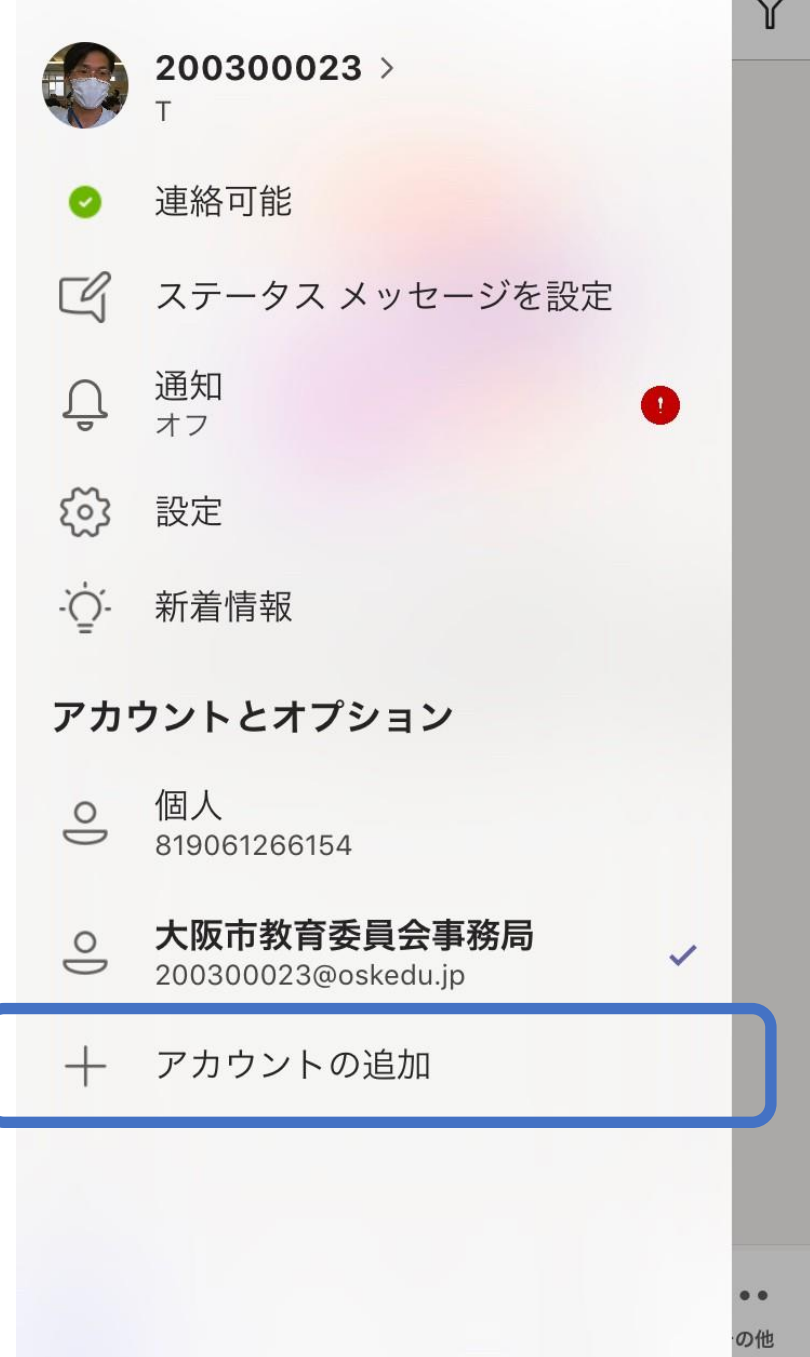 200300023 >
T
連絡可能
ステータス メッセージを設定
通知
オフ
設定
新着情報
アカウントとオプション
個人
819061266154
大阪市教育委員会事務局
200300023@oskedu.jp
アカウントの追加
の他